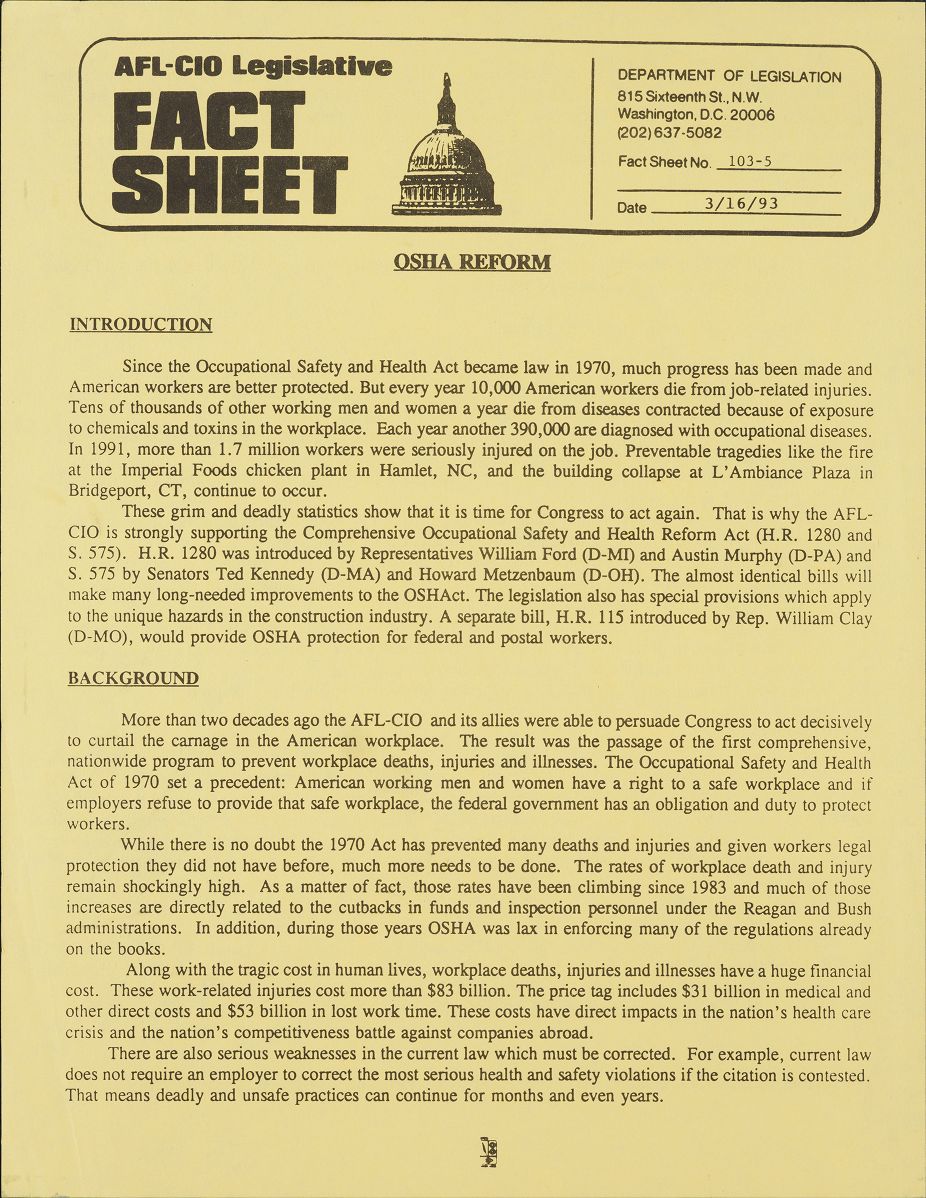 AFL-CIO Legislative
FACT
SHEET
DEPARTMENT OF LEGISLATION
815 Sixteenth St., N.W.
Washington, D.C. 20006
(202) 637-5082
Fact Sheet No. 103-5
Date 3/16/93
OSHA REFORM
INTRODUCTION
Since the Occupational Safety and Health Act became law in 1970, much progress has been made and
American workers are better protected. But every year 10,000 American workers die from job-related injuries.
Tens of thousands of other working men and women a year die from diseases contracted because of exposure
to chemicals and toxins in the workplace. Each year another 390,000 are diagnosed with occupational diseases.
In 1991, more than 1.7 million workers were seriously injured on the job. Preventable tragedies like the fire
at the Imperial Foods chicken plant in Hamlet, NC, and the building collapse at L'Ambiance Plaza in
Bridgeport, CT, continue to occur.
These grim and deadly statistics show that it is time for Congress to act again. That is why the AFL-
CIO is strongly supporting the Comprehensive Occupational Safety and Health Reform Act (H.R. 1280 and
S. 575). H.R. 1280 was introduced by Representatives William Ford (D-MI) and Austin Murphy (D-PA) and
S. 575 by Senators Ted Kennedy (D-MA) and Howard Metzenbaum (D-OH). The almost identical bills will
make many long-needed improvements to the OSHAct. The legislation also has special provisions which apply
to the unique hazards in the construction industry. A separate bill, H.R. 115 introduced by Rep. William Clay
(D-MO), would provide OSHA protection for federal and postal workers.
BACKGROUND
More than two decades ago the AFL-CIO and its allies were able to persuade Congress to act decisively
to curtail the carnage in the American workplace. The result was the passage of the first comprehensive,
nationwide program to prevent workplace deaths, injuries and illnesses. The Occupational Safety and Health
Act of 1970 set a precedent: American working men and women have a right to a safe workplace and if
employers refuse to provide that safe workplace, the federal government has an obligation and duty to protect
workers.
While there is no doubt the 1970 Act has prevented many deaths and injuries and given workers legal
protection they did not have before, much more needs to be done. The rates of workplace death and injury
remain shockingly high. As a matter of fact, those rates have been climbing since 1983 and much of those
increases are directly related to the cutbacks in funds and inspection personnel under the Reagan and Bush
administrations. In addition, during those years OSHA was lax in enforcing many of the regulations already
on the books.
Along with the tragic cost in human lives, workplace deaths, injuries and illnesses have a huge financial
cost. These work-related injuries cost more than $83 billion. The price tag includes $31 billion in medical and
other direct costs and $53 billion in lost work time. These costs have direct impacts in the nation's health care
crisis and the nation's competitiveness battle against companies abroad.
There are also serious weaknesses in the current law which must be corrected. For example, current law
does not require an employer to correct the most serious health and safety violations if the citation is contested.
That means deadly and unsafe practices can continue for months and even years.